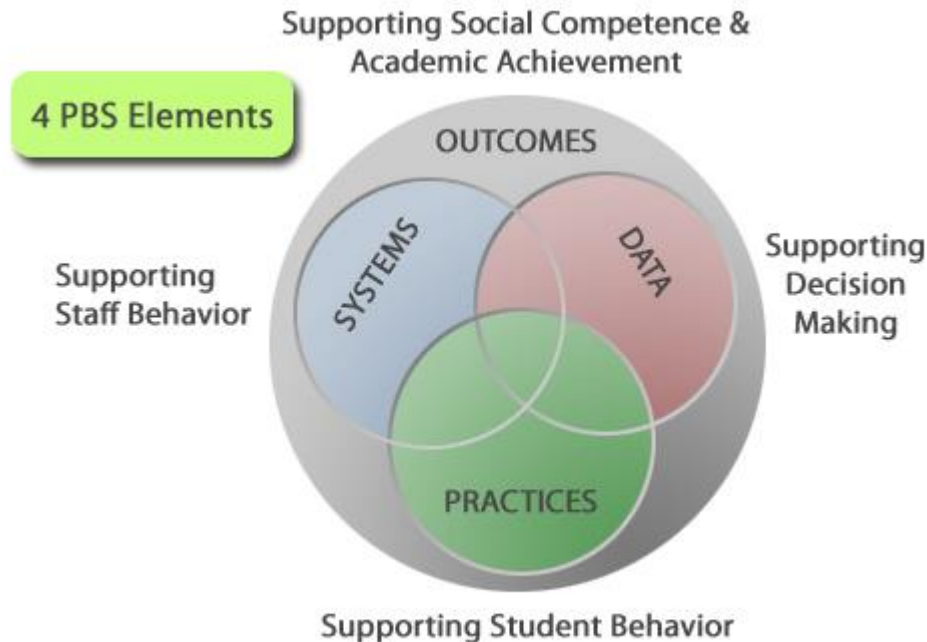 Supporting Social Competence &
Academic Achievement
4 PBS Elements
OUTCOMES
SYSTEMS
DATA
Supporting
Staff Behavior
Supporting
Decision
Making
PRACTICES
Supporting Student Behavior